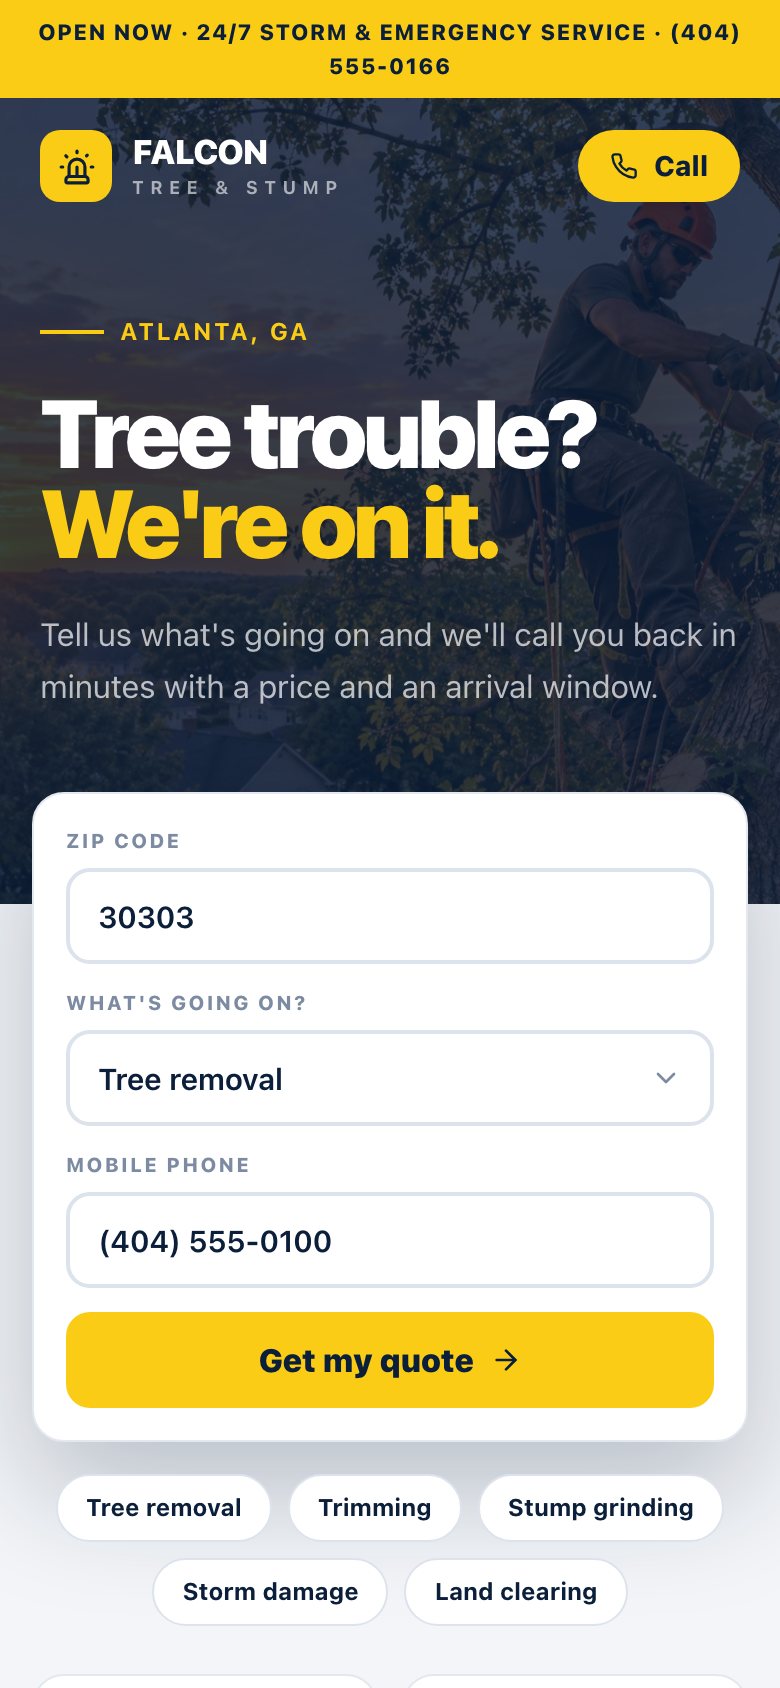 OPEN NOW · 24/7 STORM & EMERGENCY SERVICE · (404)
555-0166
FALCON
TREE & STUMP
Call
ATLANTA, GA
Tree trouble?
We're on it.
Tell us what's going on and we'll call you back in
minutes with a price and an arrival window.
ZIP CODE
30303
WHAT'S GOING ON?
Tree removal
MOBILE PHONE
(404) 555-0100
Get my quote →
Tree removal
Trimming
Stump grinding
Storm damage
Land clearing